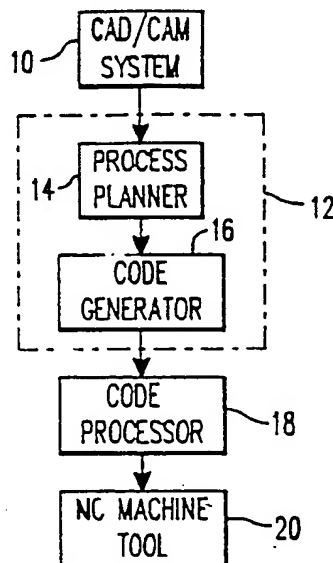 10
CAD/CAM
SYSTEM
14
PROCESS
PLANNER
12
16
CODE
GENERATOR
CODE
PROCESSOR
18
NC MACHINE
TOOL
20